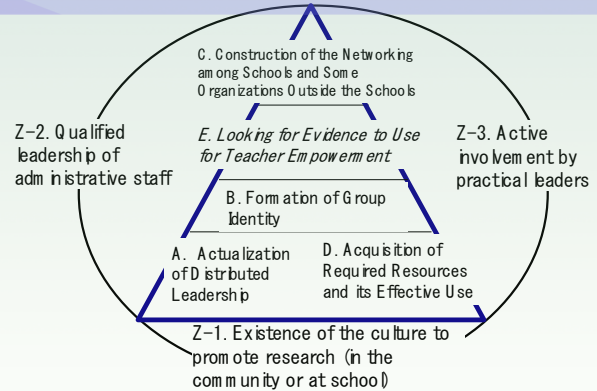 C. Construction of the Networking
among Schools and Some
Organizations Outside the Schools
Z-2. Qualified
leadership of
administrative staff
E. Looking for Evidence to Use
for Teacher Empowerment
Z-3. Active
involvement by
practical leaders
B. Formation of Group
Identity
A. Actualization
of Distributed
Leadership
D. Acquisition of
Required Resources
and its Effective Use
Z-1. Existence of the culture to
promote research (in the
community or at school)